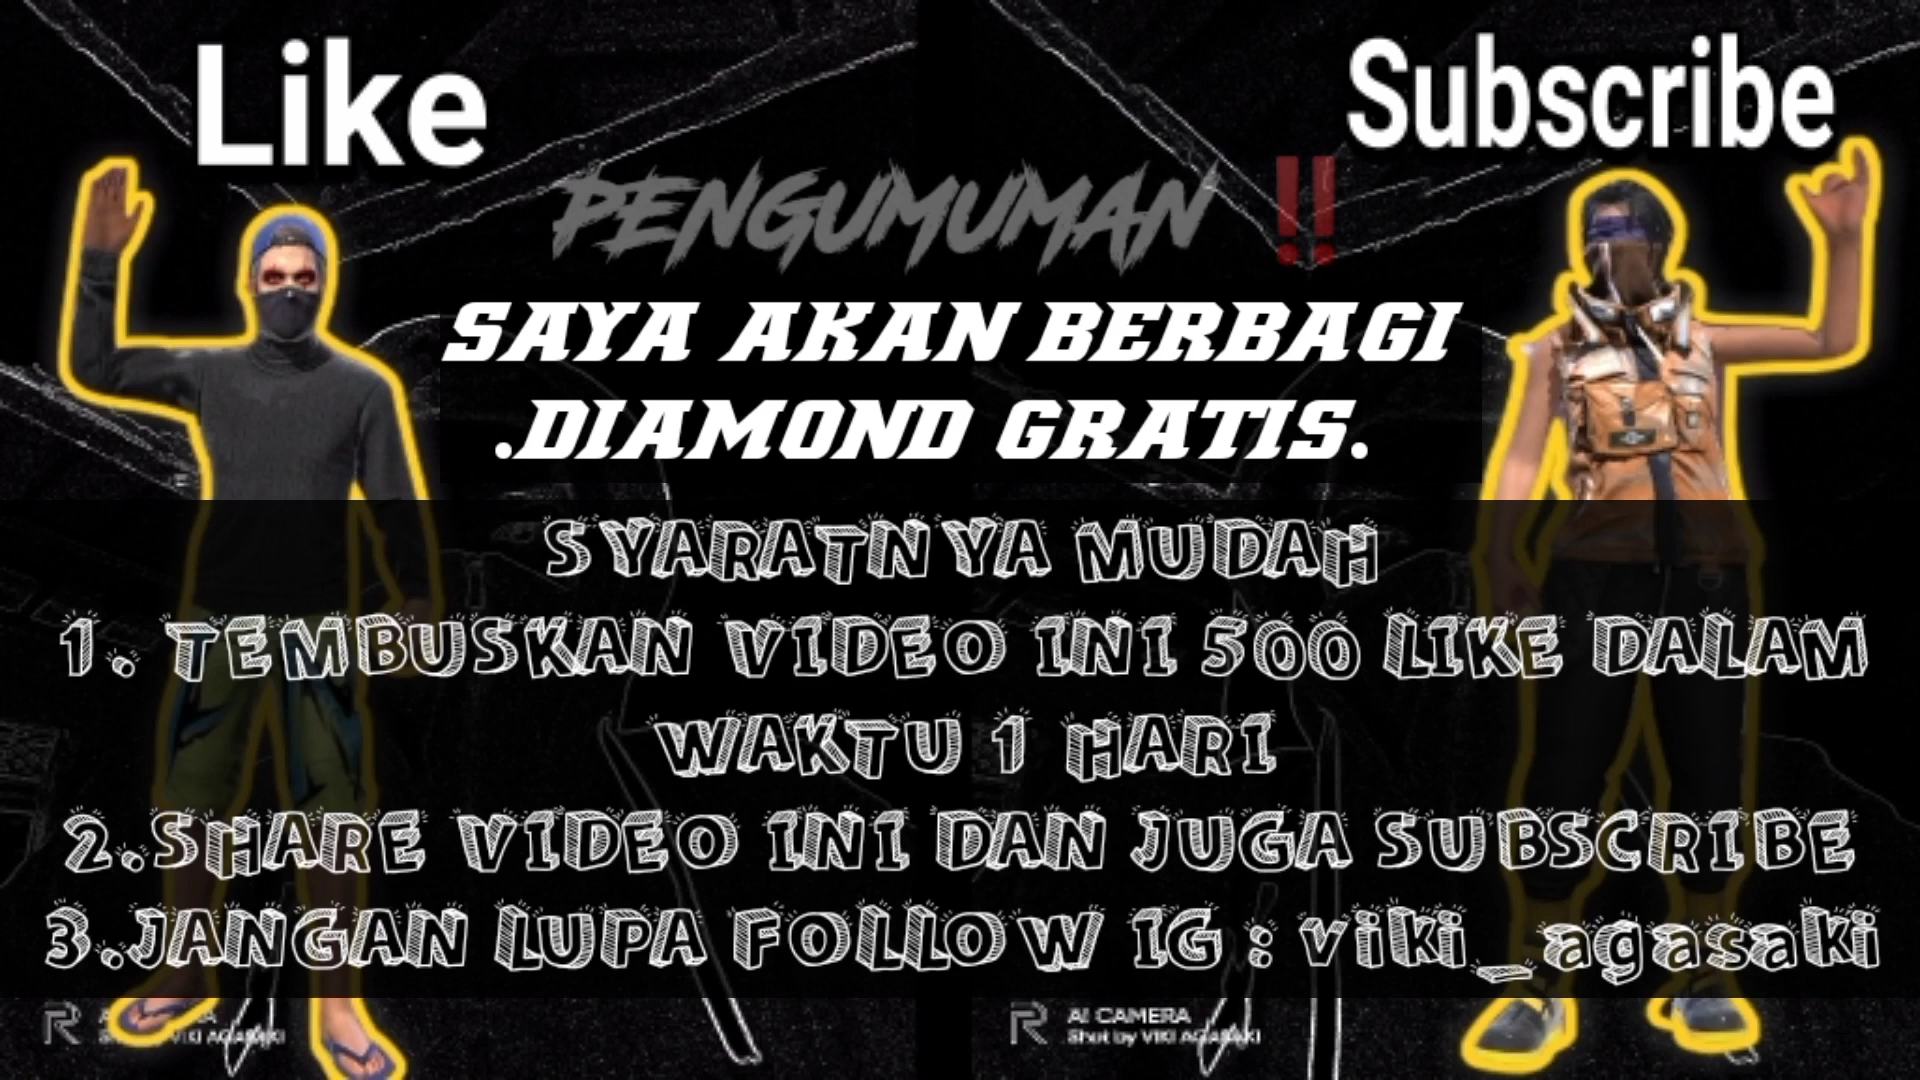 Like
Subscribe
PENGUMUMAN ‼
SAYA AKAN BERBAGI
.DIAMOND GRATIS.
SYARATNYA MUDAH
1. TEMBUSKAN VIDEO INI 500 LIKE DALAM
WAKTU 1 HARI
2.SHARE VIDEO INI DAN JUGA SUBSCRIBE
3.JANGAN LUPA FOLLOW IG : viki_agasaki
R
VIKI AGASAKI
R AI CAMERA
Shot by VIKI AGASAKI